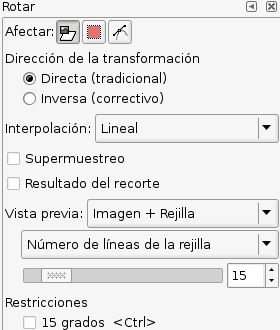 Rotar
Afectar:
Dirección de la transformación
Directa (tradicional)
Inversa (correctivo)
Interpolación: Lineal
Supermuestreo
Resultado del recorte
Vista previa: Imagen + Rejilla
Número de líneas de la rejilla
15
Restricciones
15 grados <Ctrl>